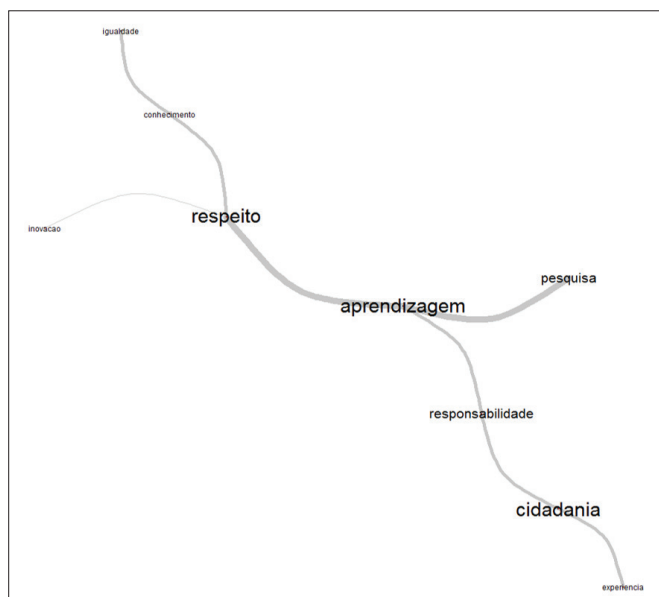 igualdade
conhecimento
respeito
inovacao
pesquisa
aprendizagem
responsabilidade
cidadania
experiencia